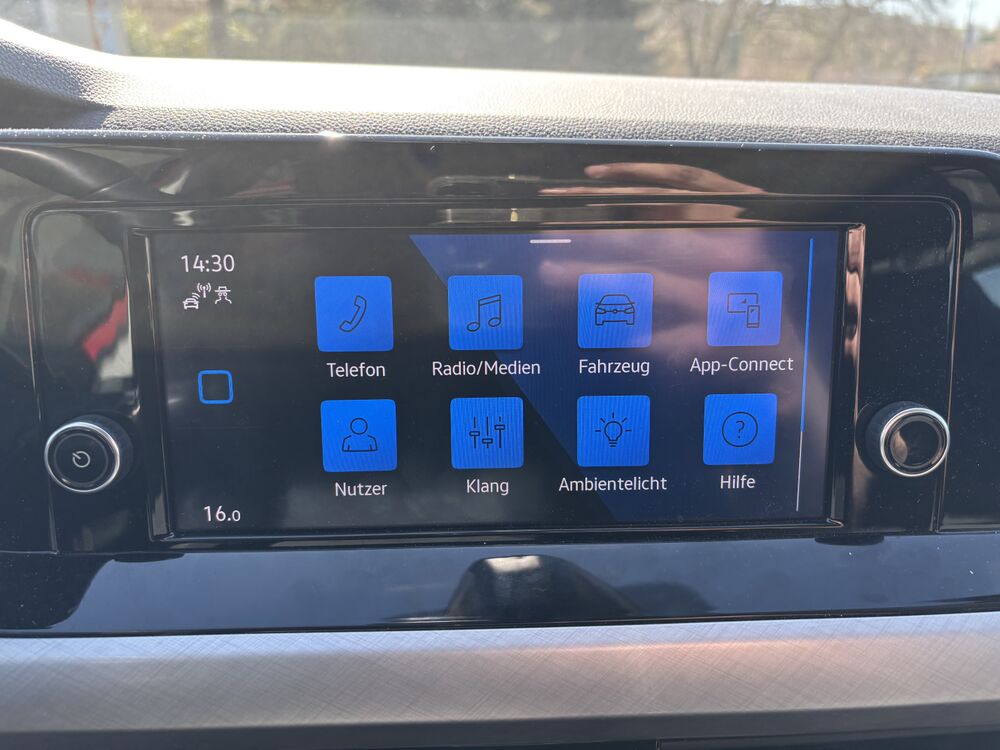 14:30
Telefon
Radio/Medien
Fahrzeug
App-Connect
Nutzer
Klang
Ambientelicht
?
Hilfe
16.0